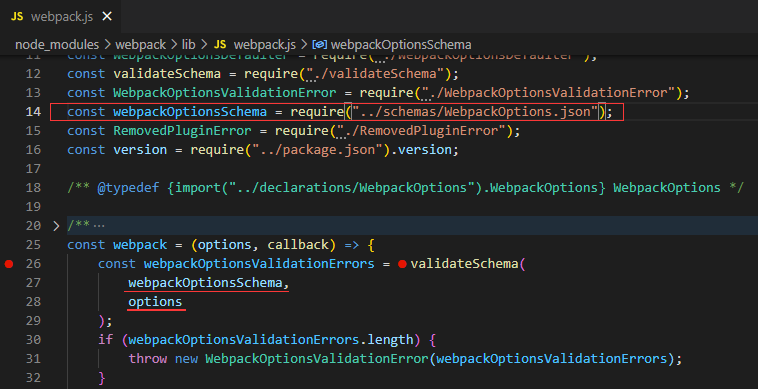 JS webpack.js ×
node_modules > webpack > lib > JS webpack.js > webpackOptionsSchema
11 const WebpackOptionsDefaulter = require("./WebpackOptionsDefaulter");
12 const validateSchema = require("./validateSchema");
13 const WebpackOptionsValidationError = require("./WebpackOptionsValidationError");
14 const webpackOptionsSchema = require("../schemas/WebpackOptions.json");
15 const RemovedPluginError = require("./RemovedPluginError");
16 const version = require("../package.json").version;
17
18 /** @typedef {import("../declarations/WebpackOptions").WebpackOptions} WebpackOptions */
19
20 > /** ···
25 const webpack = (options, callback) => {
26 const webpackOptionsValidationErrors = validateSchema(
27 webpackOptionsSchema,
28 options
29 );
30 if (webpackOptionsValidationErrors.length) {
31 throw new WebpackOptionsValidationError(webpackOptionsValidationErrors);
32 }